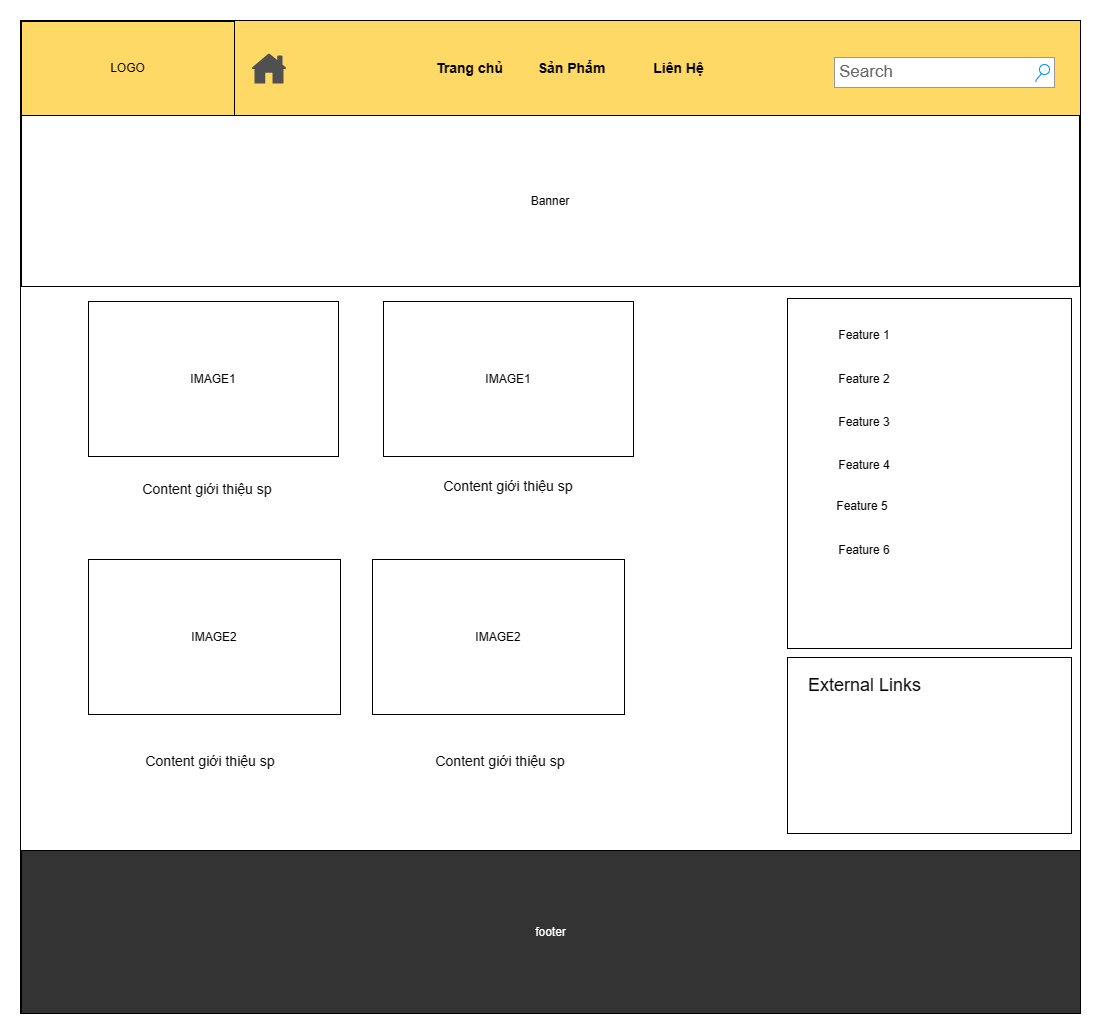 LOGO
Trang chủ
Sản Phẩm
Liên Hệ
Search
Banner
IMAGE1
IMAGE1
Content giới thiệu sp
Content giới thiệu sp
IMAGE2
IMAGE2
Content giới thiệu sp
Content giới thiệu sp
Feature 1
Feature 2
Feature 3
Feature 4
Feature 5
Feature 6
External Links
footer